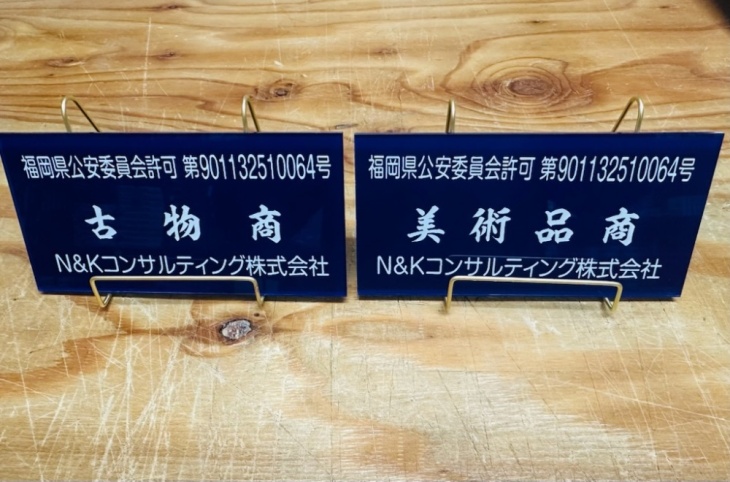 福岡県公安委員会許可 第901132510064号
古物商
N&Kコンサルティング株式会社
福岡県公安委員会許可 第901132510064号
美術品商
N&Kコンサルティング株式会社